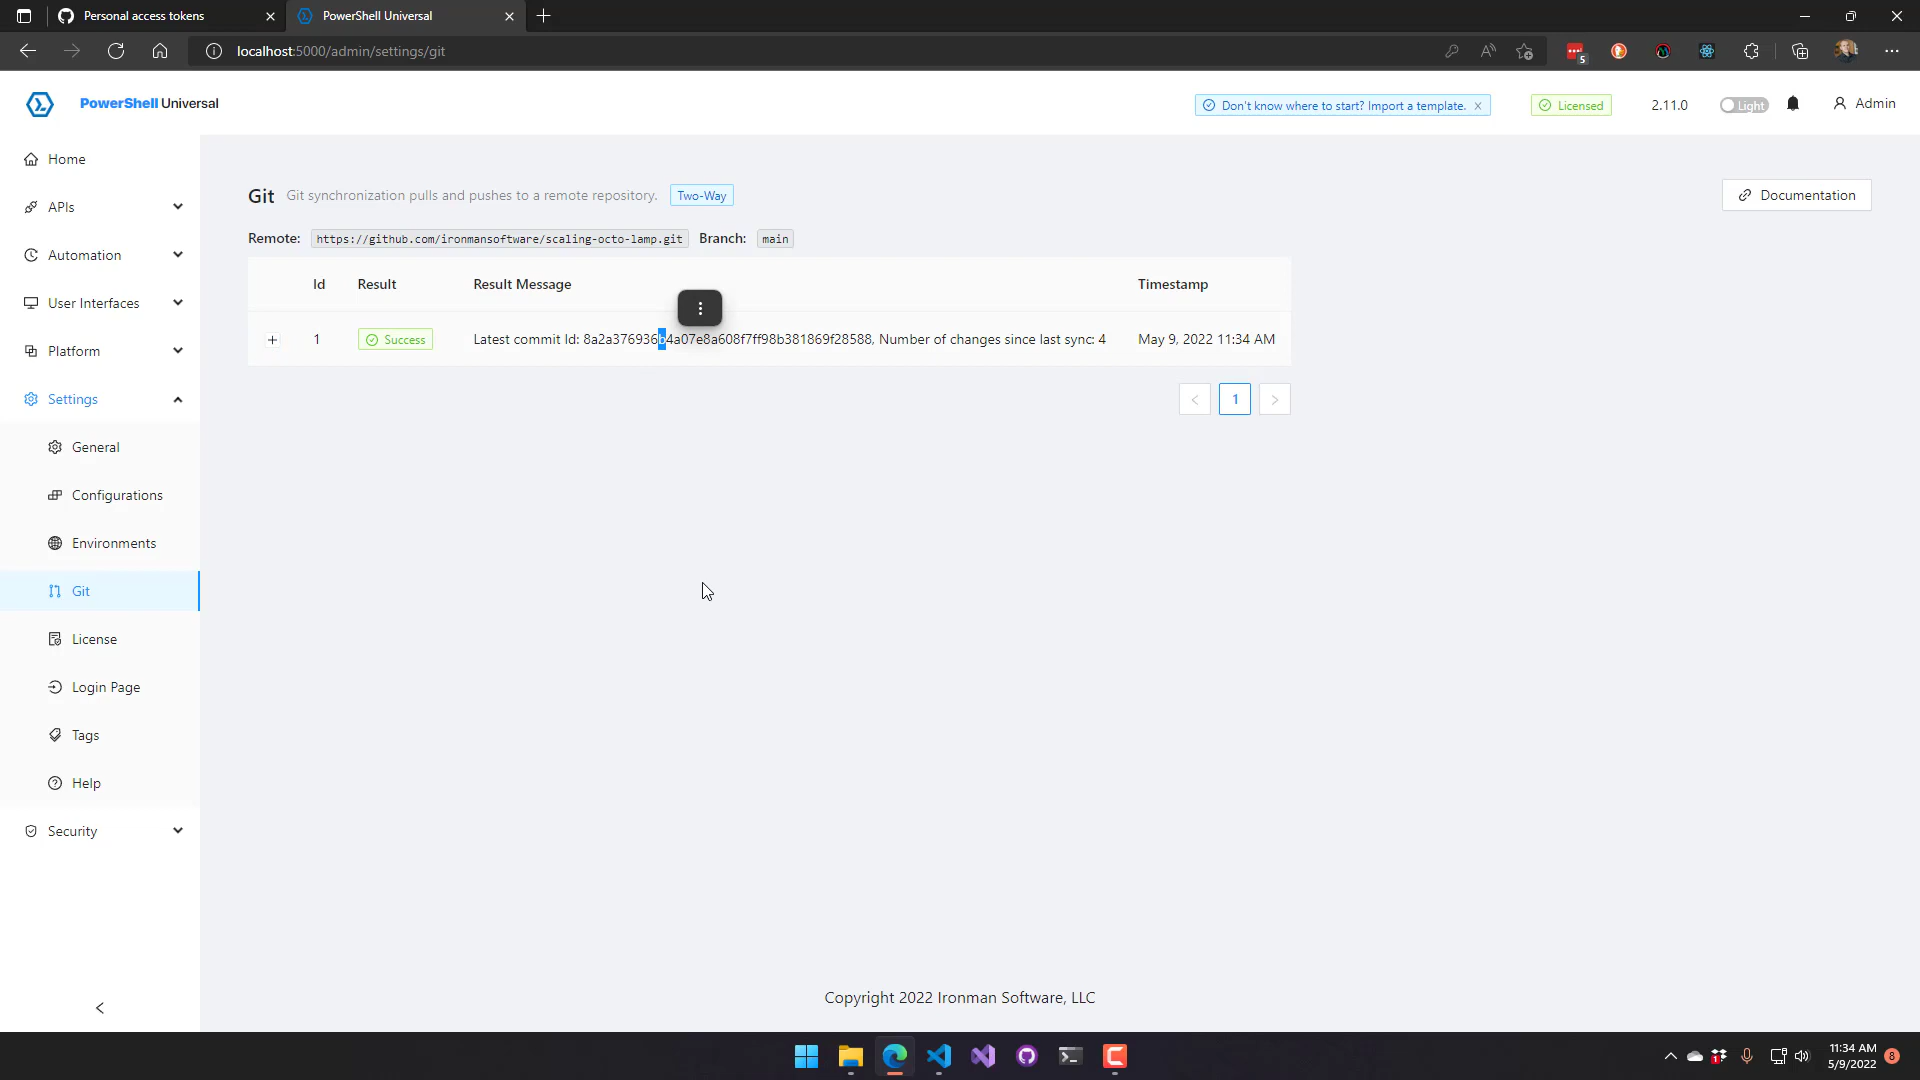 Personal access tokens
PowerShell Universal
localhost:5000/admin/settings/git
5
PowerShell Universal
Don't know where to start? Import a template.
Licensed
2.11.0
Light
Admin
Home
APIs
Automation
User Interfaces
Platform
Settings
General
Configurations
Environments
Git
License
Login Page
Tags
Help
Security
Git
Git synchronization pulls and pushes to a remote repository.
Two-Way
Documentation
Remote: https://github.com/ironmansoftware/scaling-octo-lamp.git Branch: main
Id Result Result Message Timestamp
1 Success Latest commit Id: 8a2a376936b4a07e8a608f7ff98b381869f28588, Number of changes since last sync: 4 May 9, 2022 11:34 AM
1
Copyright 2022 Ironman Software, LLC
1
11:34 AM
5/9/2022
8